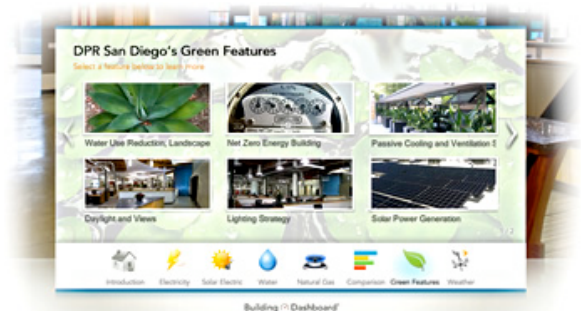 DPR San Diego's Green Features
Select a feature below to learn more
Water Use Reduction, Landscape
Net Zero Energy Building
Passive Cooling and Ventilation S
Daylight and Views
Lighting Strategy
Solar Power Generation
2
Introduction
Electricity
Solar Electric
Water
Natural Gas
Comparison
Green Features
Weather
Building Dashboard